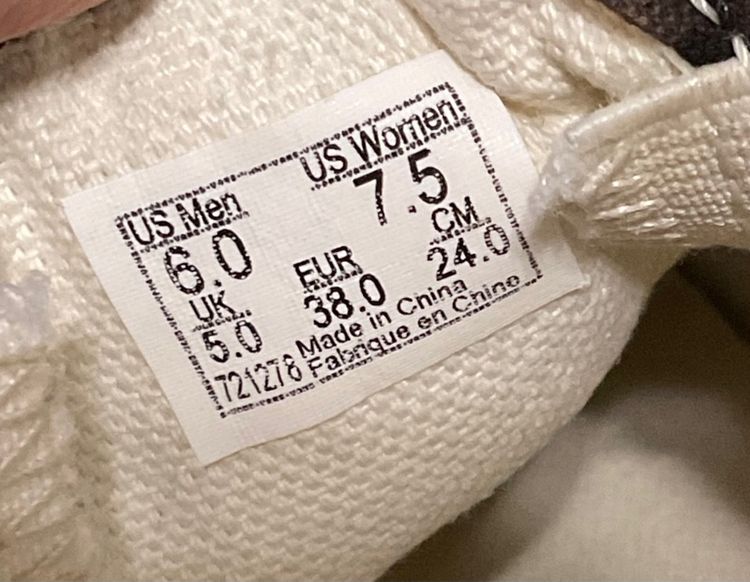 US Men US Women
6.0 7.5
UK EUR CM
5.0 38.0 24.0
721278 Made in China
Fabrique en Chine